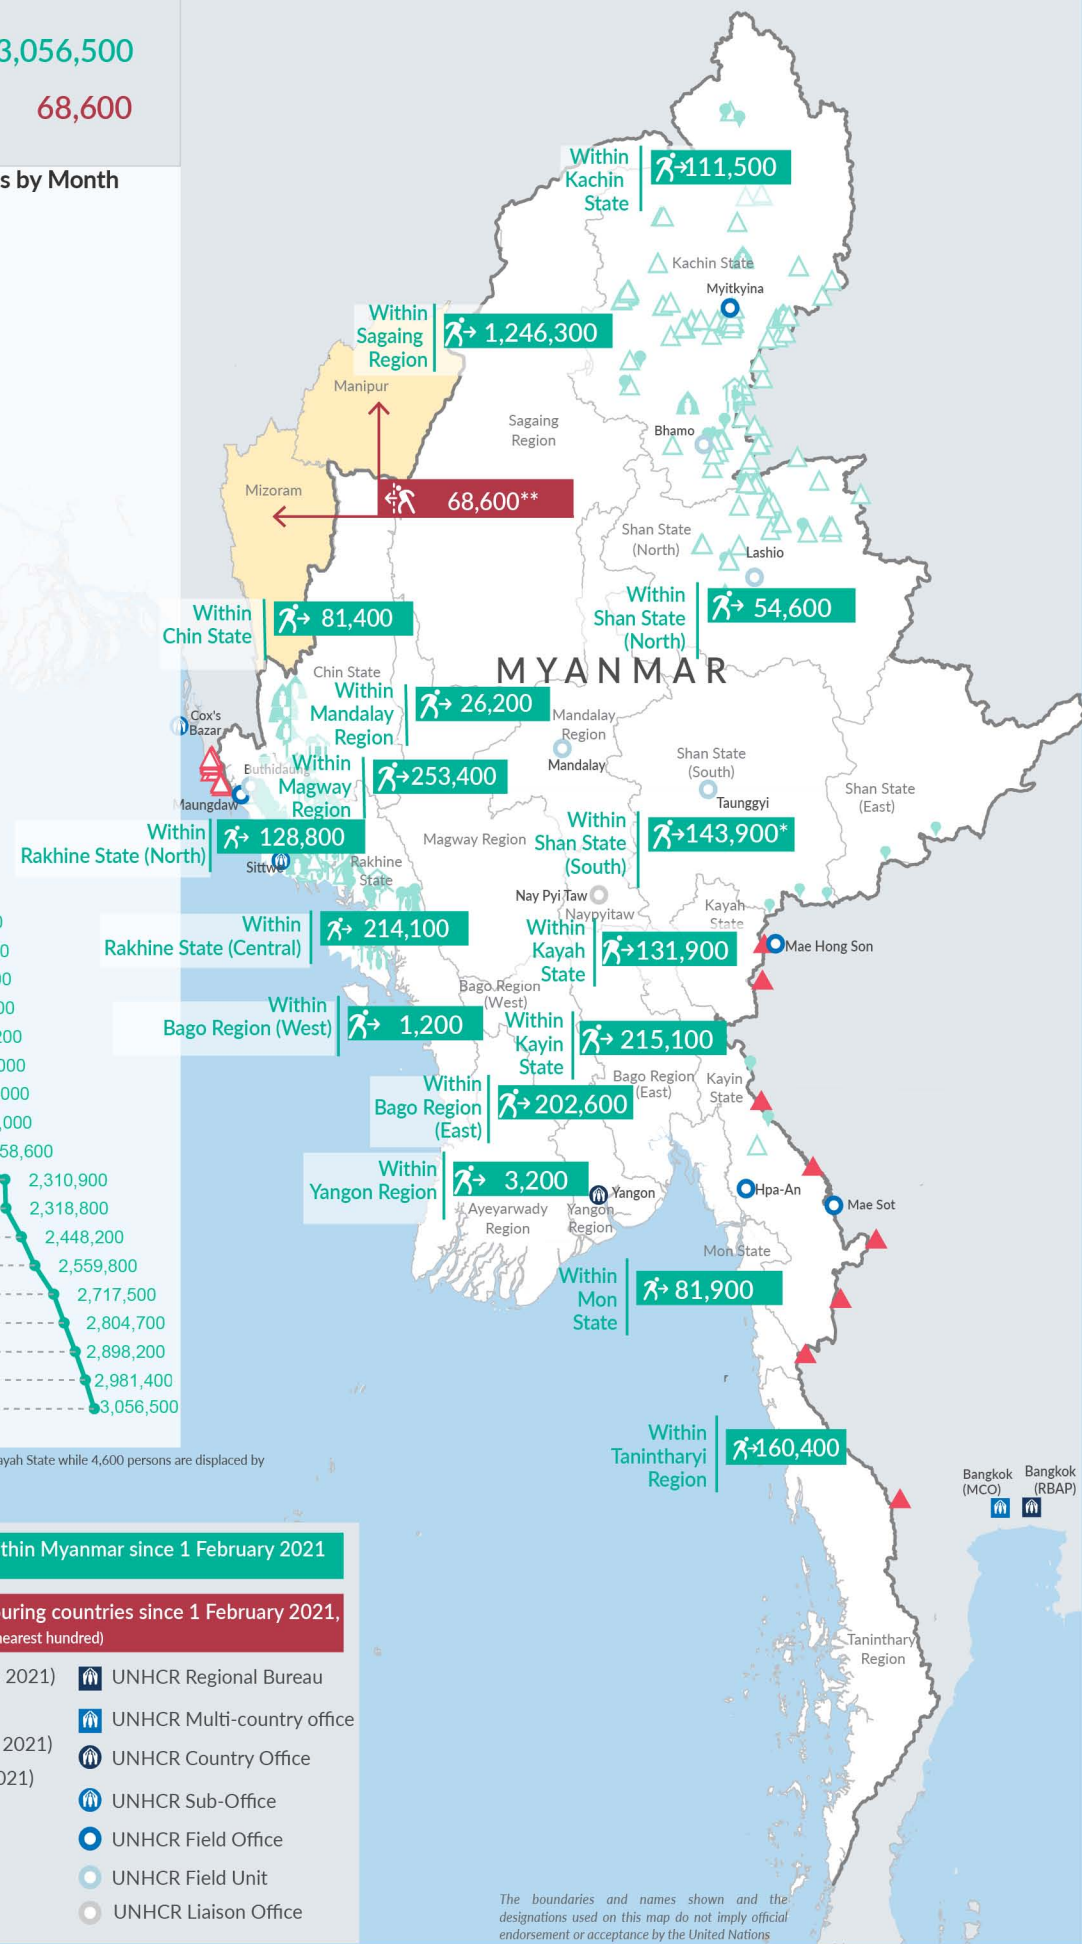 3,056,500
68,600
s by Month
Within
Kachin
State
111,500
Kachin State
Myitkyina
Within
Sagaing
Region
1,246,300
Manipur
Sagaing
Region
Bhamo
Mizoram
68,600**
Shan State
(North)
Lashio
Within
Shan State
(North)
54,600
Within
Chin State
81,400
MYANMAR
Chin State
Within
Mandalay
Region
26,200
Mandalay
Region
Mandalay
Cox's
Bazar
Buthidaung
Maungdaw
Within
Magway
Region
253,400
Shan State
(South)
Taunggyi
Shan State
(East)
Within
Rakhine State (North)
128,800
Sittwe
Rakhine
State
Magway Region
Within
Shan State
(South)
143,900*
Nay Pyi Taw
Naypyitaw
Kayah
State
Within
Rakhine State (Central)
214,100
Within
Kayah
State
131,900
Mae Hong Son
Bago Region
(West)
Within
Bago Region (West)
1,200
Within
Kayin
State
215,100
Bago Region
(East)
Kayin
State
Within
Bago Region
(East)
202,600
Within
Yangon Region
3,200
Yangon
Ayeyarwady
Region
Yangon
Region
Hpa-An
Mae Sot
Mon State
Within
Mon
State
81,900
0
0
00
00
200
000
000
,000
58,600
2,310,900
2,318,800
2,448,200
2,559,800
2,717,500
2,804,700
2,898,200
2,981,400
3,056,500
r
Within
Tanintharyi
Region
160,400
ayah State while 4,600 persons are displaced by
Bangkok
(MCO)
Bangkok
(RBAP)
Taninthary
Region
thin Myanmar since 1 February 2021
uring countries since 1 February 2021,
nearest hundred)
2021)
2021)
021)
UNHCR Regional Bureau
UNHCR Multi-country office
UNHCR Country Office
UNHCR Sub-Office
UNHCR Field Office
UNHCR Field Unit
UNHCR Liaison Office
The boundaries and names shown and the
designations used on this map do not imply official
endorsement or acceptance by the United Nations